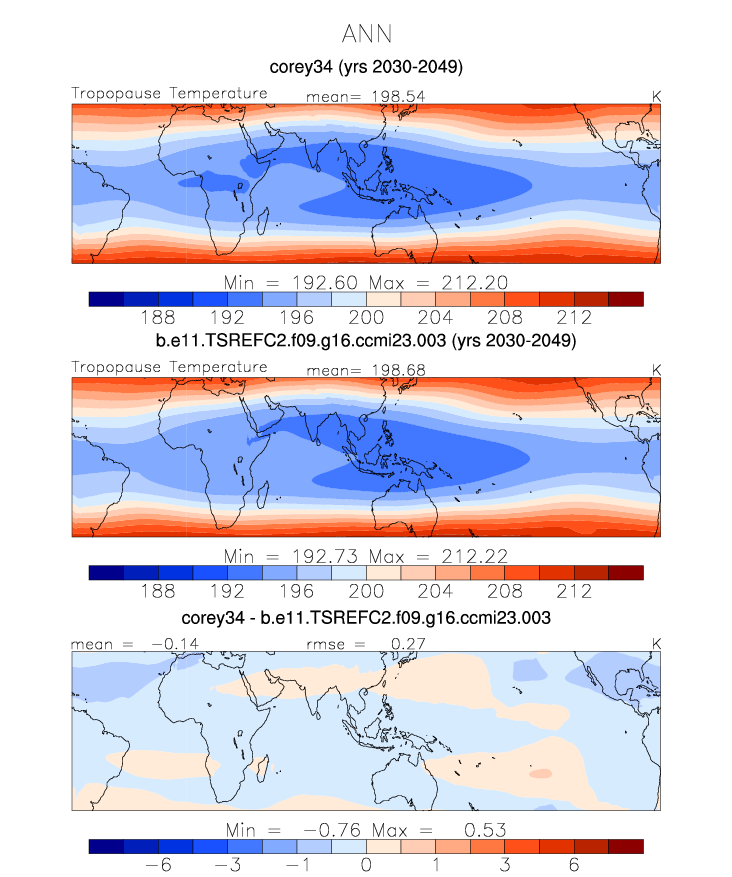 ANN
corey34 (yrs 2030-2049)
Tropopause Temperature mean= 198.54 K
Min = 192.60 Max = 212.20
188 192 196 200 204 208 212
b.e11.TSREFC2.f09.g16.ccmi23.003 (yrs 2030-2049)
Tropopause Temperature mean= 198.68 K
Min = 192.73 Max = 212.22
188 192 196 200 204 208 212
corey34 - b.e11.TSREFC2.f09.g16.ccmi23.003
mean = -0.14 rmse = 0.27 K
Min = -0.76 Max = 0.53
-6 -3 -1 0 1 3 6